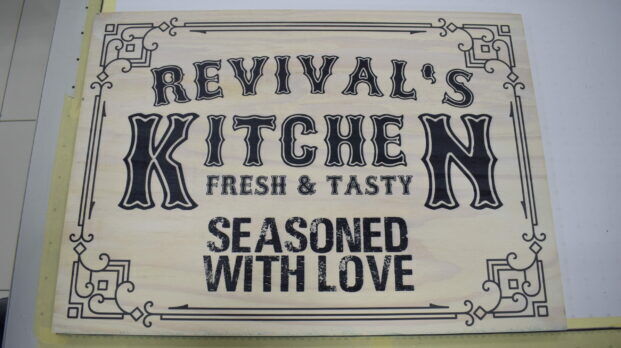 REVIVAL'S
KITCHEN
FRESH & TASTY
SEASONED
WITH LOVE